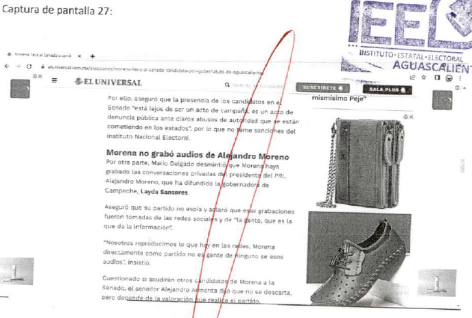 Captura de pantalla 27:
IEE
INSTITUTO ESTATAL ELECTORAL
AGUASCALIEN
EL UNIVERSAL
SUSCRÍBETE
SALA PLUS
Por ello, aseguró que la presencia de los candidatos en el
Senado "está lejos de ser un acto de campaña, es un acto de
denuncia pública ante claros abusos de autoridad que se están
cometiendo en los estados", por lo que no teme sanciones del
Instituto Nacional Electoral.
mismísimo Peje"
Morena no grabó audios de Alejandro Moreno
Por otra parte, Mario Delgado desmintió que Morena haya
grabado las conversaciones privadas del presidente del PRI,
Alejandro Moreno, que ha difundido la gobernadora de
Campeche, Layda Sansores.
Aseguró que su partido no espía y aclaró que esas grabaciones
fueron tomadas de las redes sociales y de "la gente, que es la
que da la información".
"Nosotros reproducimos lo que hay en las redes, Morena
directamente como partido no es gente de ninguno de esos
audios", insistió.
Cuestionado si acudirán otros candidatos de Morena a la
Senado, el senador Alejandro Armenta dijo que no se descarta,
pero depende de la valoración que realice el partido.